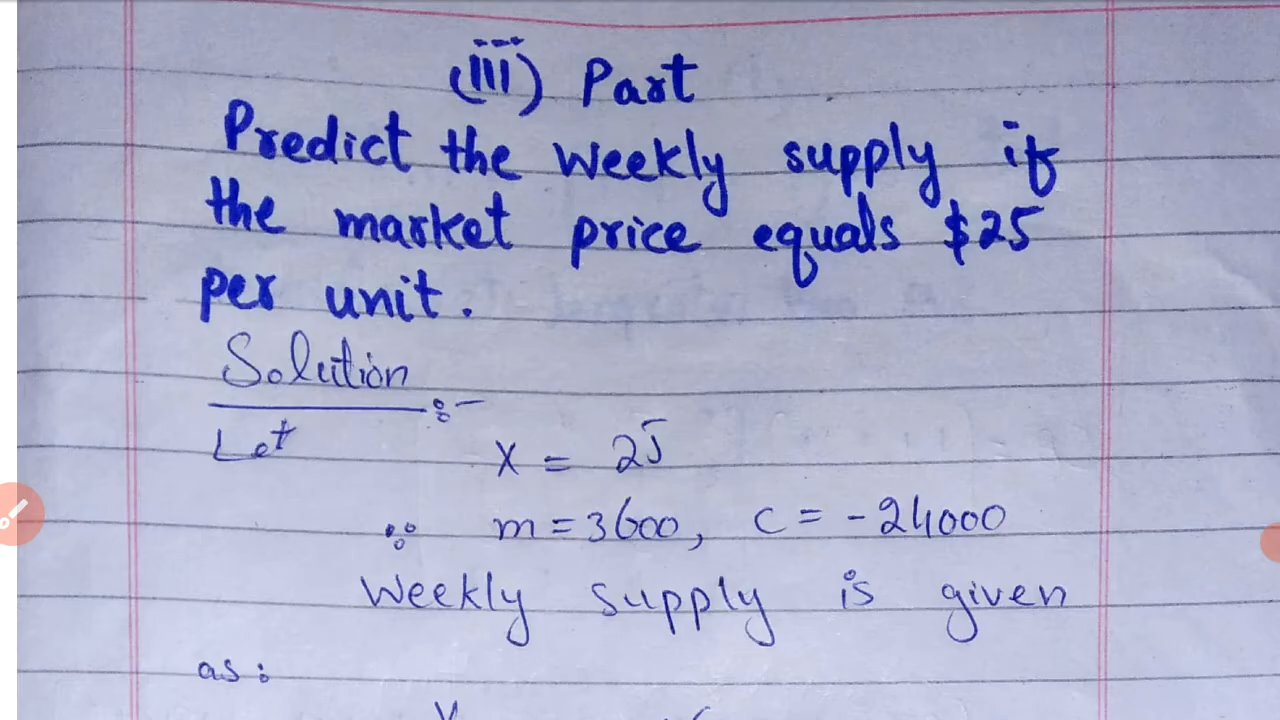 (iii) Part
Predict the weekly supply if
the market price equals $25
per unit.
Solution :-
Let
x = 25
∵ m = 3600, c = -24000
Weekly supply is given
as: